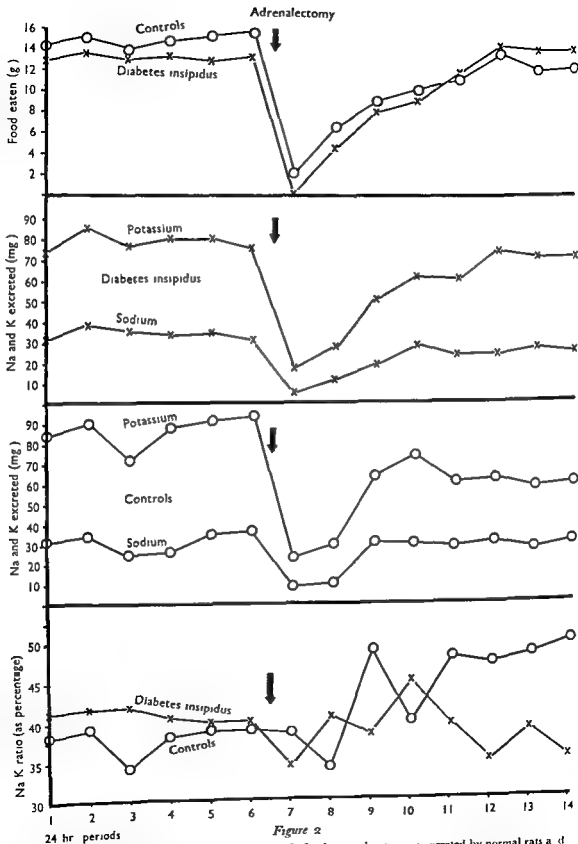 Adrenalectomy
Controls
Diabetes insipidus
Food eaten (g)
16
14
12
10
8
6
4
2
Potassium
Diabetes insipidus
Sodium
Na and K excreted (mg)
90
80
70
60
50
40
30
20
10
Potassium
Controls
Sodium
Na and K excreted (mg)
90
80
70
60
50
40
30
20
10
Diabetes insipidus
Controls
Na K ratio (as percentage)
50
45
40
35
30
1 2 3 4 5 6 7 8 9 10 11 12 13 14
24 hr periods
Figure 2
by normal rats a d